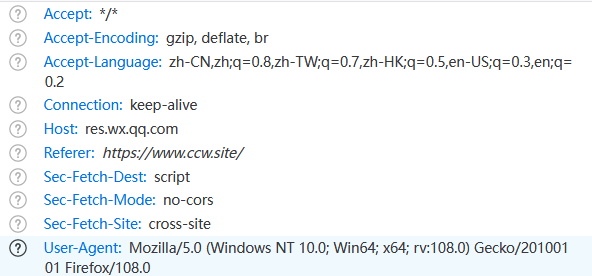 Accept: */*
Accept-Encoding: gzip, deflate, br
Accept-Language: zh-CN,zh;q=0.8,zh-TW;q=0.7,zh-HK;q=0.5,en-US;q=0.3,en;q=
0.2
Connection: keep-alive
Host: res.wx.qq.com
Referer: https://www.ccw.site/
Sec-Fetch-Dest: script
Sec-Fetch-Mode: no-cors
Sec-Fetch-Site: cross-site
User-Agent: Mozilla/5.0 (Windows NT 10.0; Win64; x64; rv:108.0) Gecko/201001
01 Firefox/108.0